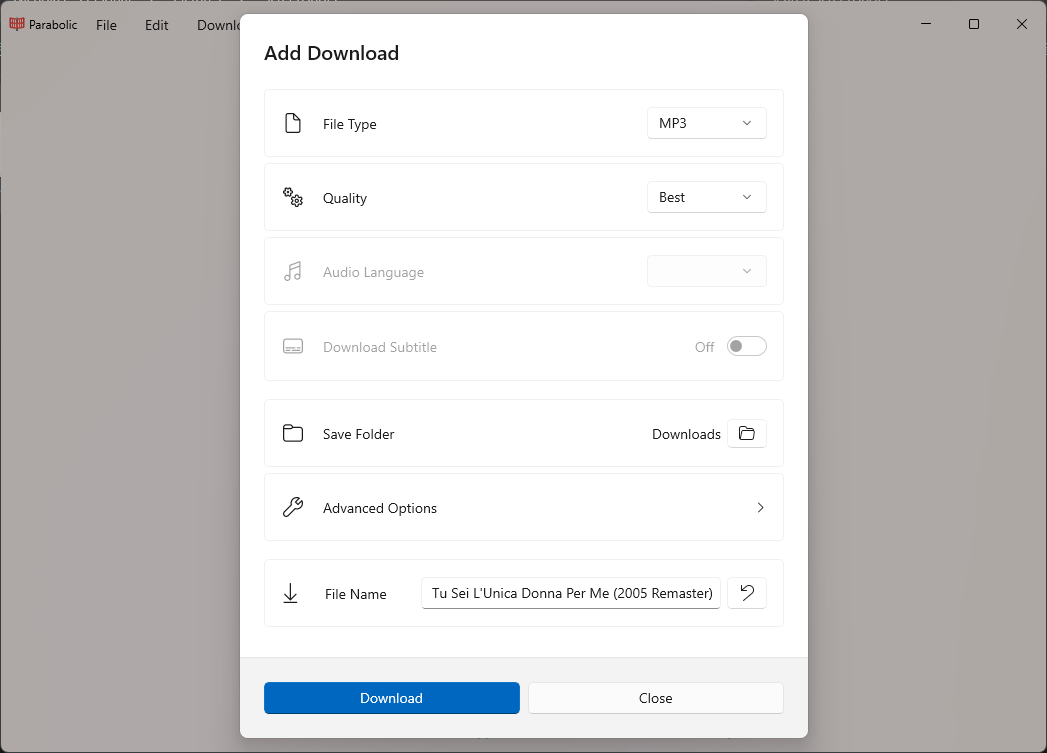 Parabolic File Edit Downlo
Add Download
File Type MP3
Quality Best
Audio Language
Download Subtitle Off
Save Folder Downloads
Advanced Options
File Name Tu Sei L'Unica Donna Per Me (2005 Remaster)
Download Close